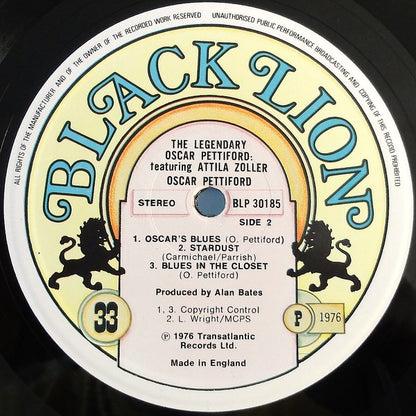 ALL RIGHTS OF THE MANUFACTURER AND OF THE OWNER OF THE RECORDED WORK RESERVED
UNAUTHORISED PUBLIC PERFORMANCE BROADCASTING AND COPYING OF THIS RECORD PROHIBITED
BLACK LION
THE LEGENDARY
OSCAR PETTIFORD:
featuring ATTILA ZOLLER
OSCAR PETTIFORD
STEREO BLP 30185
SIDE 2
1. OSCAR'S BLUES (O. Pettiford)
2. STARDUST
(Carmichael/Parrish)
3. BLUES IN THE CLOSET
(O. Pettiford)
Produced by Alan Bates
1, 3. Copyright Control
2. L. Wright/MCPS
33
P 1976
℗ 1976 Transatlantic
Records Ltd.
Made in England